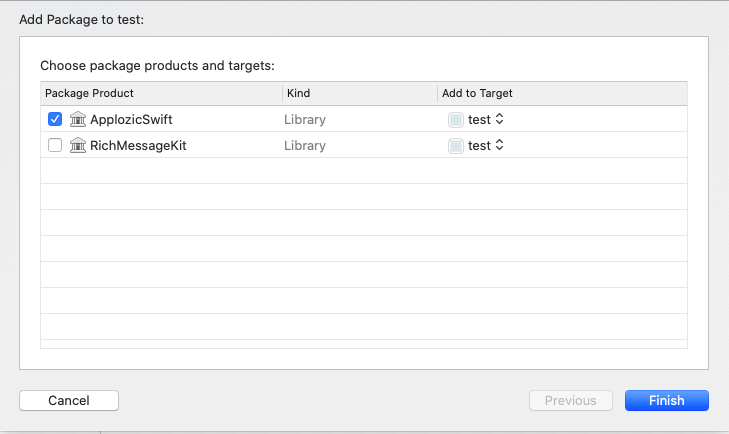 Add Package to test:
Choose package products and targets:
Package Product Kind Add to Target
ApplozicSwift Library test
RichMessageKit Library test
Cancel Previous Finish